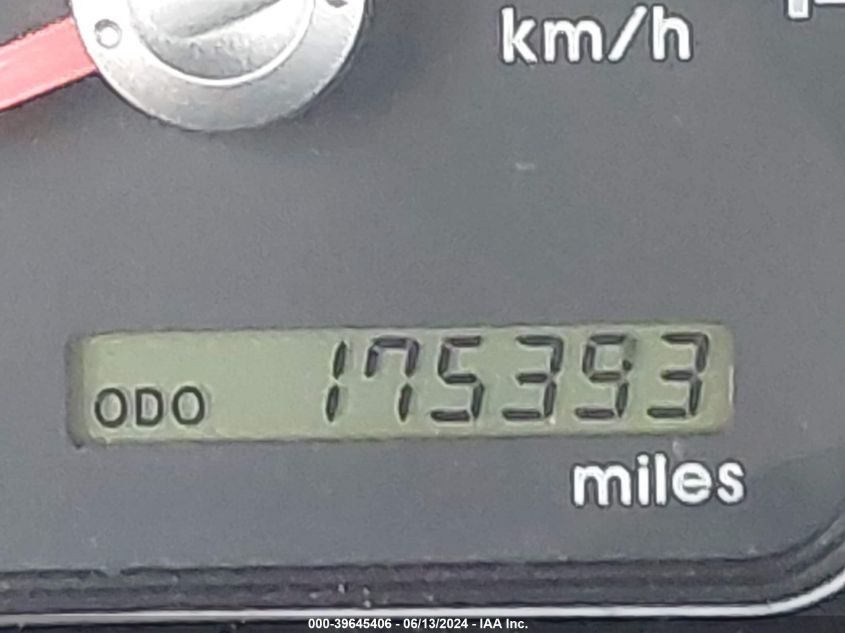 km/h
ODO 175393
miles
000-39645406 - 06/13/2024 - IAA Inc.